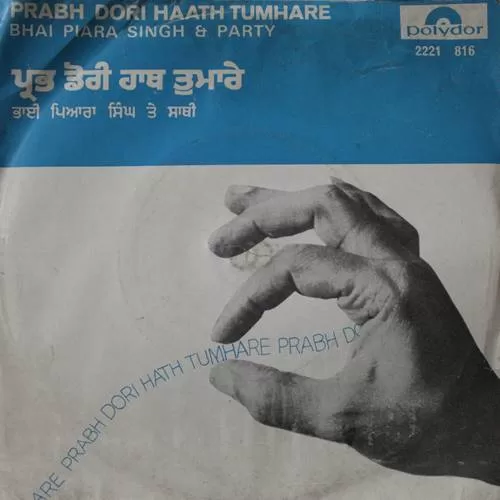 PRABH DORI HAATH TUMHARE
BHAI PIARA SINGH & PARTY
polydor
2221 816
ਪ੍ਰਭ ਡੋਰੀ ਹਾਥ ਤੁਮਾਰੇ
ਭਾਈ ਪਿਆਰਾ ਸਿੰਘ ਤੇ ਸਾਥੀ
ARE PRABH DORI HATH TUMHARE PRABH DO